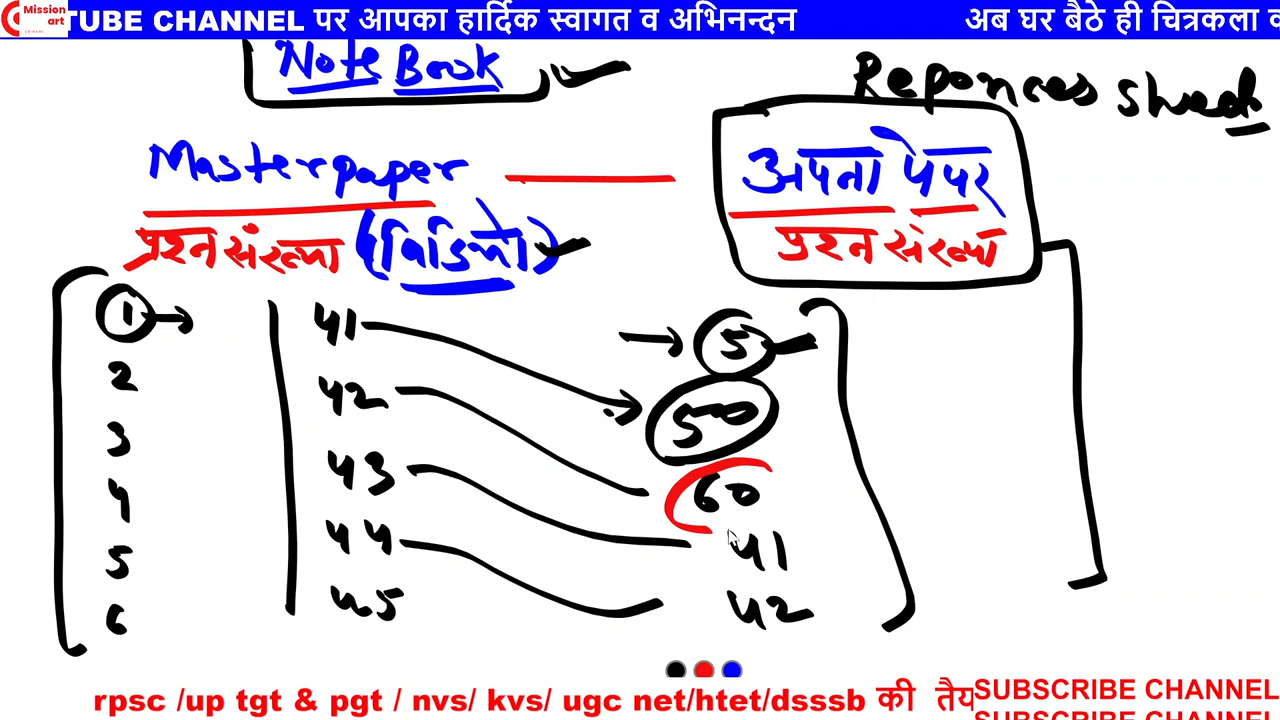 Mission
art
TUBE CHANNEL पर आपका हार्दिक स्वागत व अभिनन्दन अब घर बैठे ही चित्रकला
Note Book
Reponces Sheet
Masterpaper
अपना पेपर
प्रश्न संख्या (विडियो)
प्रश्न संख्या
1 41 5
2 42 50
3 43 60
4 44 41
5 45 42
6
rpsc /up tgt & pgt / nvs/ kvs/ ugc net/htet/dsssb की तैय
SUBSCRIBE CHANNEL
SUBSCRIBE CHANNEL